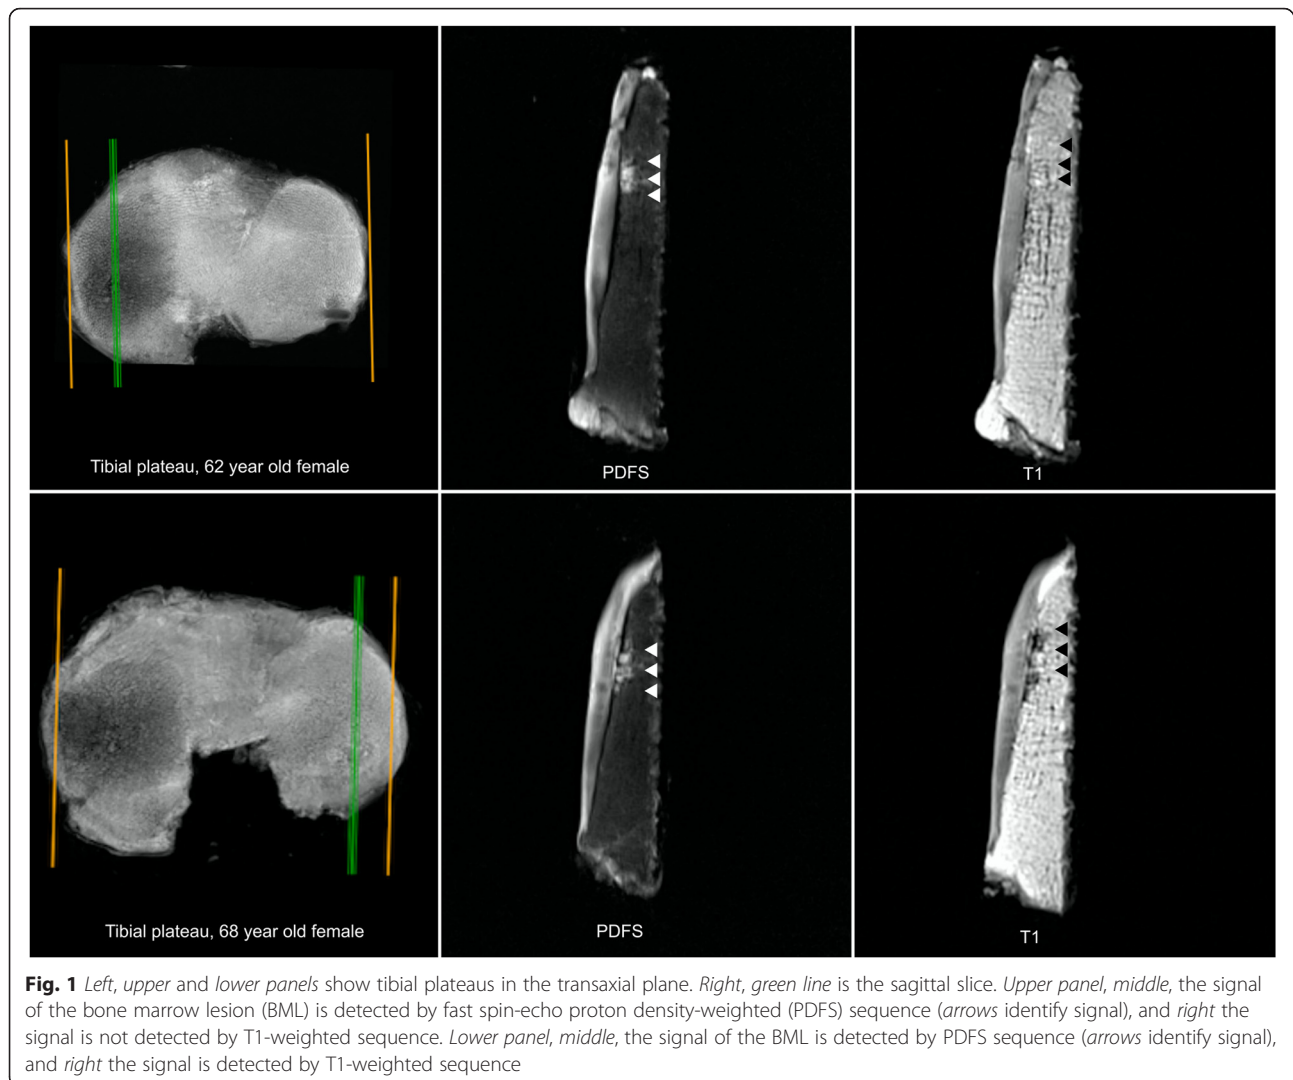 Tibial plateau, 62 year old female
PDFS
T1
Tibial plateau, 68 year old female
PDFS
T1
Fig. 1 Left, upper and lower panels show tibial plateaus in the transaxial plane. Right, green line is the sagittal slice. Upper panel, middle, the signal
of the bone marrow lesion (BML) is detected by fast spin-echo proton density-weighted (PDFS) sequence (arrows identify signal), and right the
signal is not detected by T1-weighted sequence. Lower panel, middle, the signal of the BML is detected by PDFS sequence (arrows identify signal),
and right the signal is detected by T1-weighted sequence